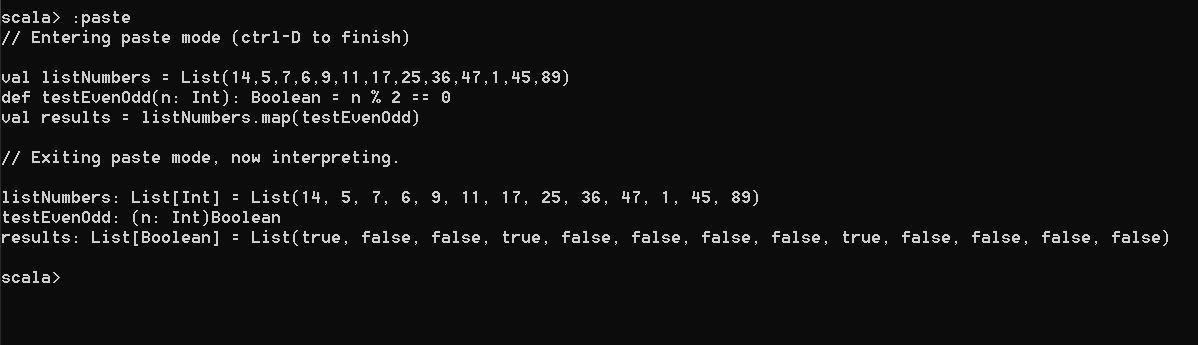 scala> :paste
// Entering paste mode (ctrl-D to finish)
val listNumbers = List(14,5,7,6,9,11,17,25,36,47,1,45,89)
def testEvenOdd(n: Int): Boolean = n % 2 == 0
val results = listNumbers.map(testEvenOdd)
// Exiting paste mode, now interpreting.
listNumbers: List[Int] = List(14, 5, 7, 6, 9, 11, 17, 25, 36, 47, 1, 45, 89)
testEvenOdd: (n: Int)Boolean
results: List[Boolean] = List(true, false, false, true, false, false, false, false, true, false, false, false, false)
scala>